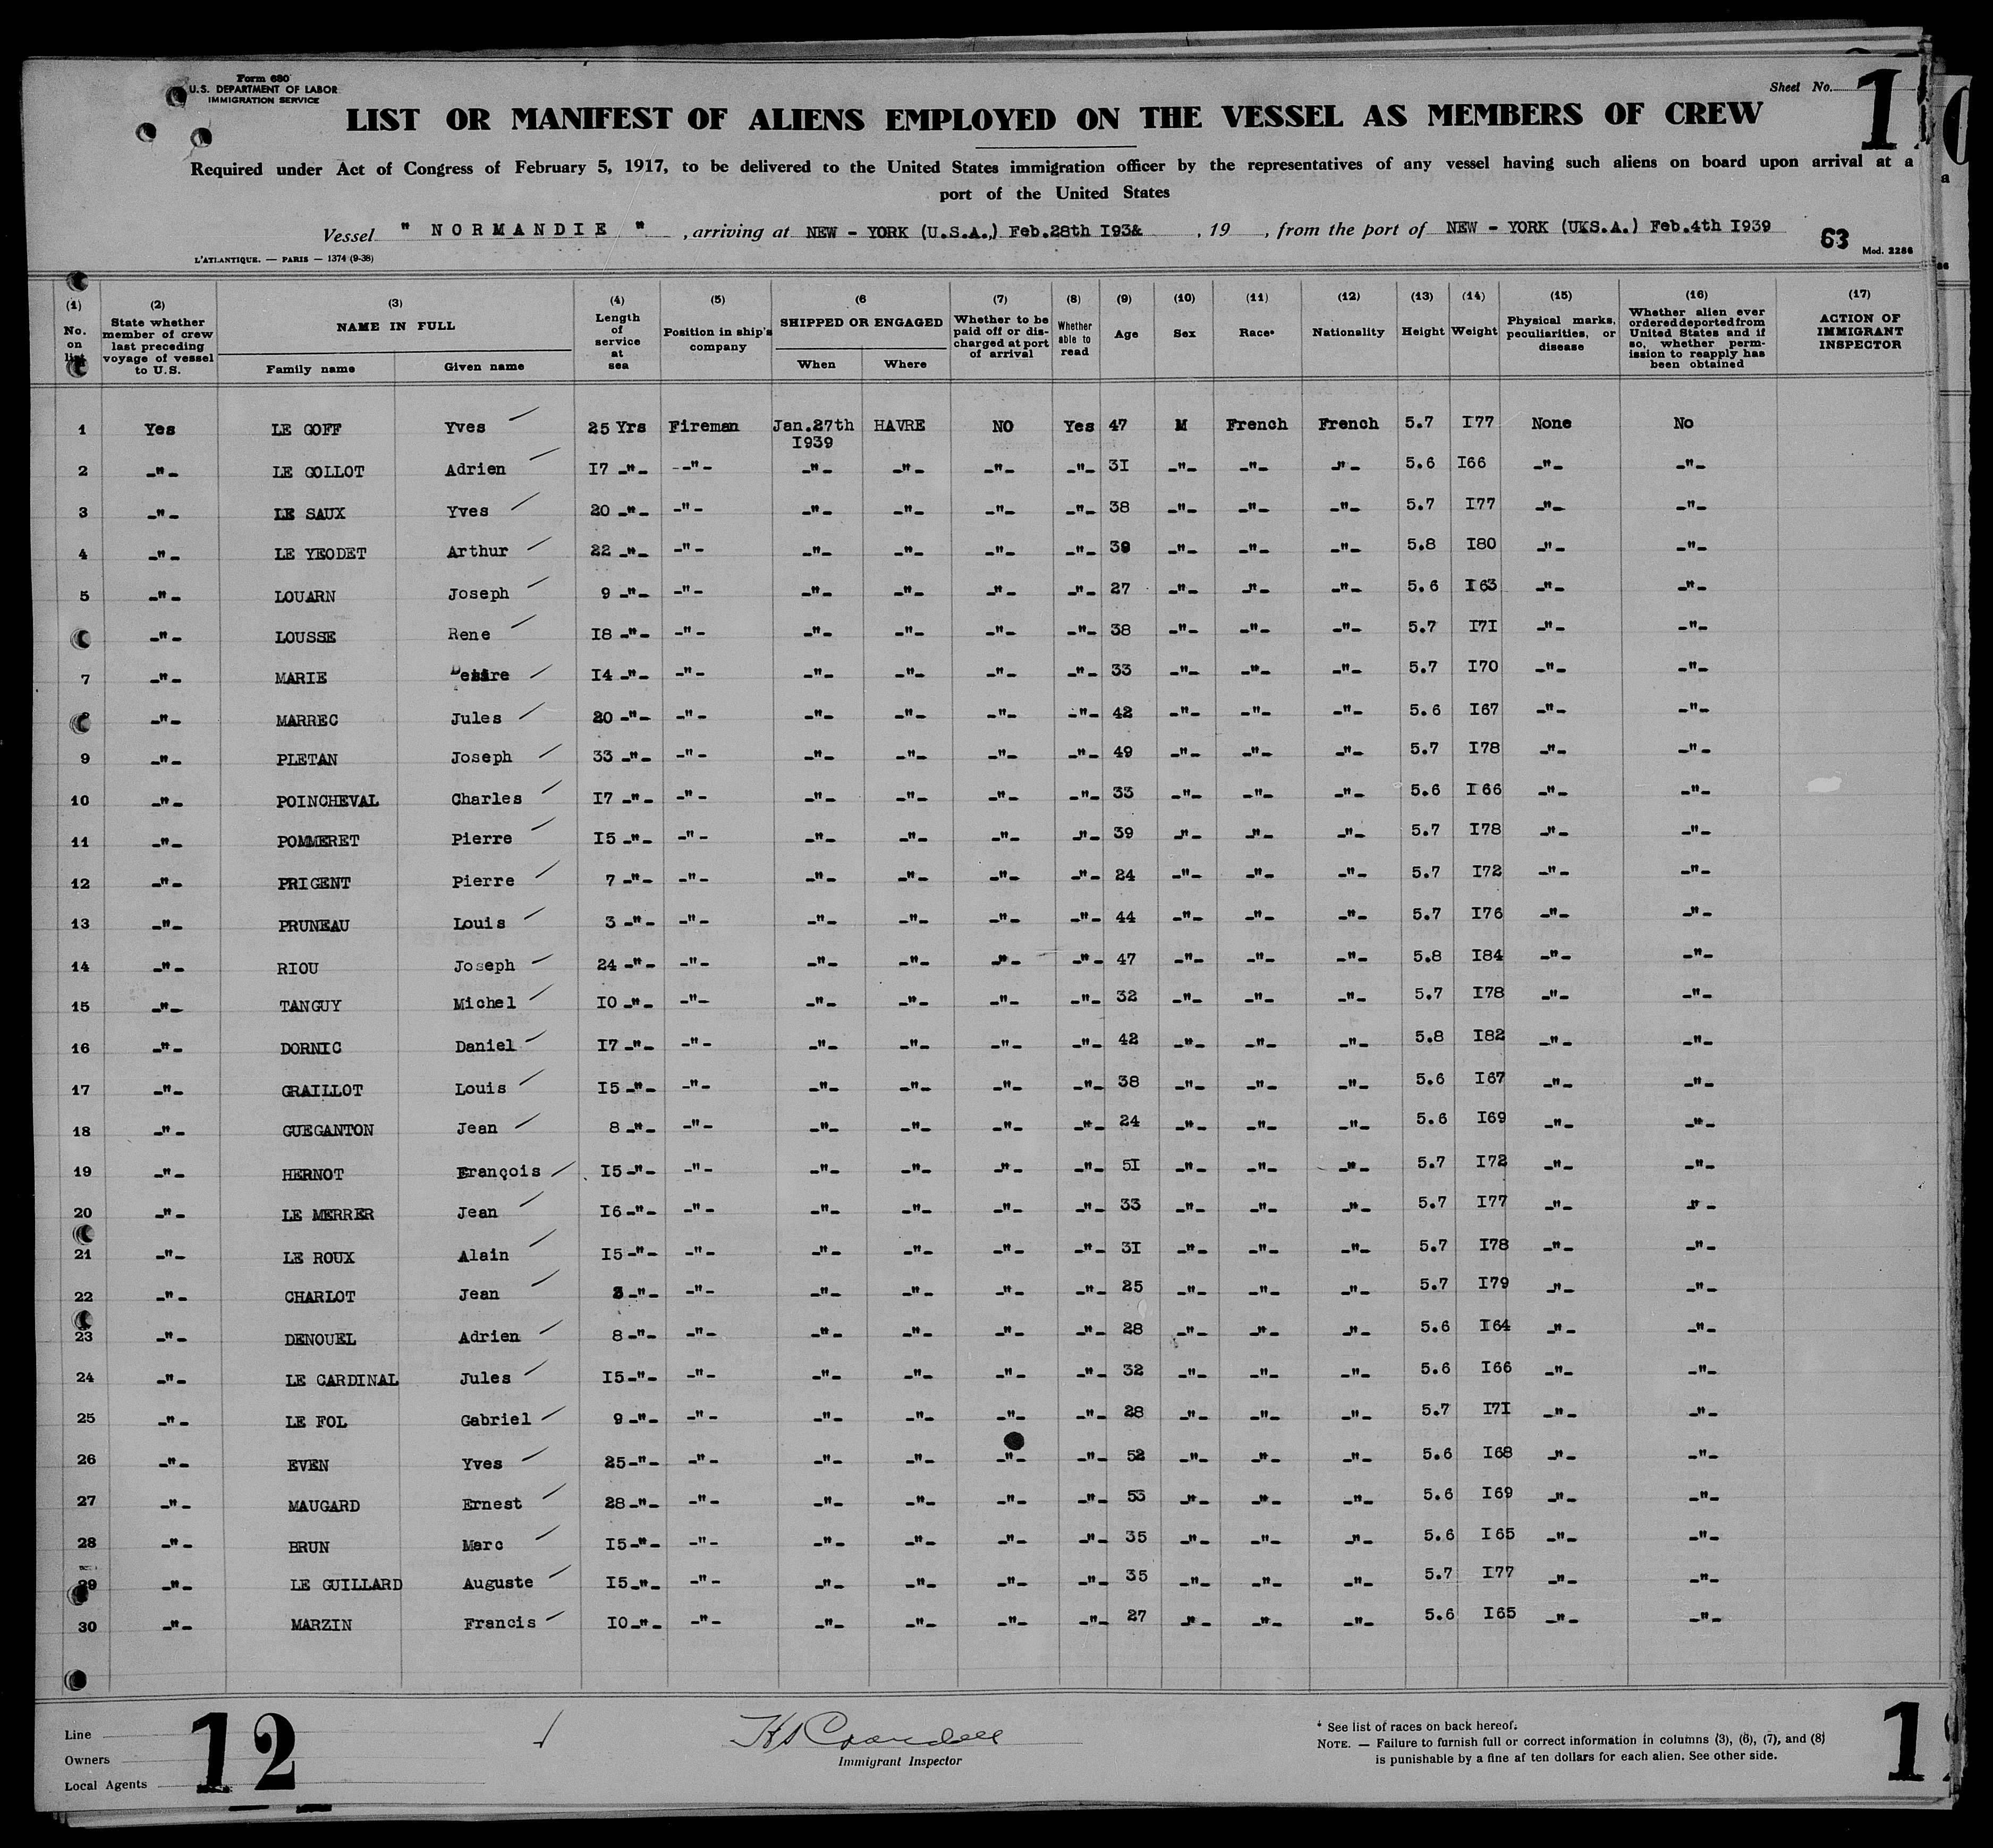 Form 680
U.S. DEPARTMENT OF LABOR
IMMIGRATION SERVICE
Sheet No.
LIST OR MANIFEST OF ALIENS EMPLOYED ON THE VESSEL AS MEMBERS OF CREW
Required under Act of Congress of February 5, 1917, to be delivered to the United States immigration officer by the representatives of any vessel having such aliens on board upon arrival at a
port of the United States
Vessel " NORMANDIE " , arriving at NEW - YORK (U.S.A.) Feb.28th I93& , 19 , from the port of NEW - YORK (UKS.A.) Feb.4th I939
63
L'ATLANTIQUE. — PARIS — 1374 (9-38)
Mod. 2286
(1) No. on list (2) State whether member of crew last preceding voyage of vessel to U.S. (3) NAME IN FULL Family name Given name (4) Length of service at sea (5) Position in ship's company (6 SHIPPED OR ENGAGED When Where (7) Whether to be paid off or discharged at port of arrival (8) Whether able to read (9) Age (10) Sex (11) Race* (12) Nationality (13) Height (14) Weight (15) Physical marks, peculiarities, or disease (16) Whether alien ever ordered deported from United States and if so, whether permission to reapply has been obtained (17) ACTION OF IMMIGRANT INSPECTOR
1 Yes LE GOFF Yves 25 Yrs Fireman Jan.27th I939 HAVRE NO Yes 47 M French French 5.7 I77 None No
2 -"- LE GOLLOT Adrien I7 -"- -"- -"- -"- -"- -"- 3I -"- -"- -"- 5.6 I66 -"- -"-
3 -"- LE SAUX Yves 20 -"- -"- -"- -"- -"- -"- 38 -"- -"- -"- 5.7 I77 -"- -"-
4 -"- LE YEODET Arthur 22 -"- -"- -"- -"- -"- -"- 39 -"- -"- -"- 5.8 I80 -"- -"-
5 -"- LOUARN Joseph 9 -"- -"- -"- -"- -"- -"- 27 -"- -"- -"- 5.6 I63 -"- -"-
-"- LOUSSE Rene I8 -"- -"- -"- -"- -"- -"- 38 -"- -"- -"- 5.7 I7I -"- -"-
7 -"- MARIE Desire I4 -"- -"- -"- -"- -"- -"- 33 -"- -"- -"- 5.7 I70 -"- -"-
8 -"- MARREC Jules 20 -"- -"- -"- -"- -"- -"- 42 -"- -"- -"- 5.6 I67 -"- -"-
9 -"- PLETAN Joseph 33 -"- -"- -"- -"- -"- -"- 49 -"- -"- -"- 5.7 I78 -"- -"-
10 -"- POINCHEVAL Charles I7 -"- -"- -"- -"- -"- -"- 33 -"- -"- -"- 5.6 I66 -"- -"-
11 -"- POMMERET Pierre I5 -"- -"- -"- -"- -"- -"- 39 -"- -"- -"- 5.7 I78 -"- -"-
12 -"- PRIGENT Pierre 7 -"- -"- -"- -"- -"- -"- 24 -"- -"- -"- 5.7 I72 -"- -"-
13 -"- PRUNEAU Louis 3 -"- -"- -"- -"- -"- -"- 44 -"- -"- -"- 5.7 I76 -"- -"-
14 -"- RIOU Joseph 24 -"- -"- -"- -"- -"- -"- 47 -"- -"- -"- 5.8 I84 -"- -"-
15 -"- TANGUY Michel IO -"- -"- -"- -"- -"- -"- 32 -"- -"- -"- 5.7 I78 -"- -"-
16 -"- DORNIC Daniel I7 -"- -"- -"- -"- -"- -"- 42 -"- -"- -"- 5.8 I82 -"- -"-
17 -"- GRAILLOT Louis I5 -"- -"- -"- -"- -"- -"- 38 -"- -"- -"- 5.6 I67 -"- -"-
18 -"- GUEGANTON Jean 8 -"- -"- -"- -"- -"- -"- 24 -"- -"- -"- 5.6 I69 -"- -"-
19 -"- HERNOT François I5 -"- -"- -"- -"- -"- -"- 5I -"- -"- -"- 5.7 I72 -"- -"-
20 -"- LE MERRER Jean I6 -"- -"- -"- -"- -"- -"- 33 -"- -"- -"- 5.7 I77 -"- -"-
21 -"- LE ROUX Alain I5 -"- -"- -"- -"- -"- -"- 3I -"- -"- -"- 5.7 I78 -"- -"-
22 -"- CHARLOT Jean 3 -"- -"- -"- -"- -"- -"- 25 -"- -"- -"- 5.7 I79 -"- -"-
23 -"- DENOUEL Adrien 8 -"- -"- -"- -"- -"- -"- 28 -"- -"- -"- 5.6 I64 -"- -"-
24 -"- LE CARDINAL Jules I5 -"- -"- -"- -"- -"- -"- 32 -"- -"- -"- 5.6 I66 -"- -"-
25 -"- LE FOL Gabriel 9 -"- -"- -"- -"- -"- -"- 28 -"- -"- -"- 5.7 I7I -"- -"-
26 -"- EVEN Yves 25 -"- -"- -"- -"- -"- -"- 52 -"- -"- -"- 5.6 I68 -"- -"-
27 -"- MAUGARD Ernest 28 -"- -"- -"- -"- -"- -"- 53 -"- -"- -"- 5.6 I69 -"- -"-
28 -"- BRUN Marc I5 -"- -"- -"- -"- -"- -"- 35 -"- -"- -"- 5.6 I65 -"- -"-
29 -"- LE GUILLARD Auguste I5 -"- -"- -"- -"- -"- -"- 35 -"- -"- -"- 5.7 I77 -"- -"-
30 -"- MARZIN Francis IO -"- -"- -"- -"- -"- -"- 27 -"- -"- -"- 5.6 I65 -"- -"-
Line
Owners
Local Agents
12
Immigrant Inspector
* See list of races on back hereof.
NOTE. — Failure to furnish full or correct information in columns (3), (6), (7), and (8)
is punishable by a fine af ten dollars for each alien. See other side.